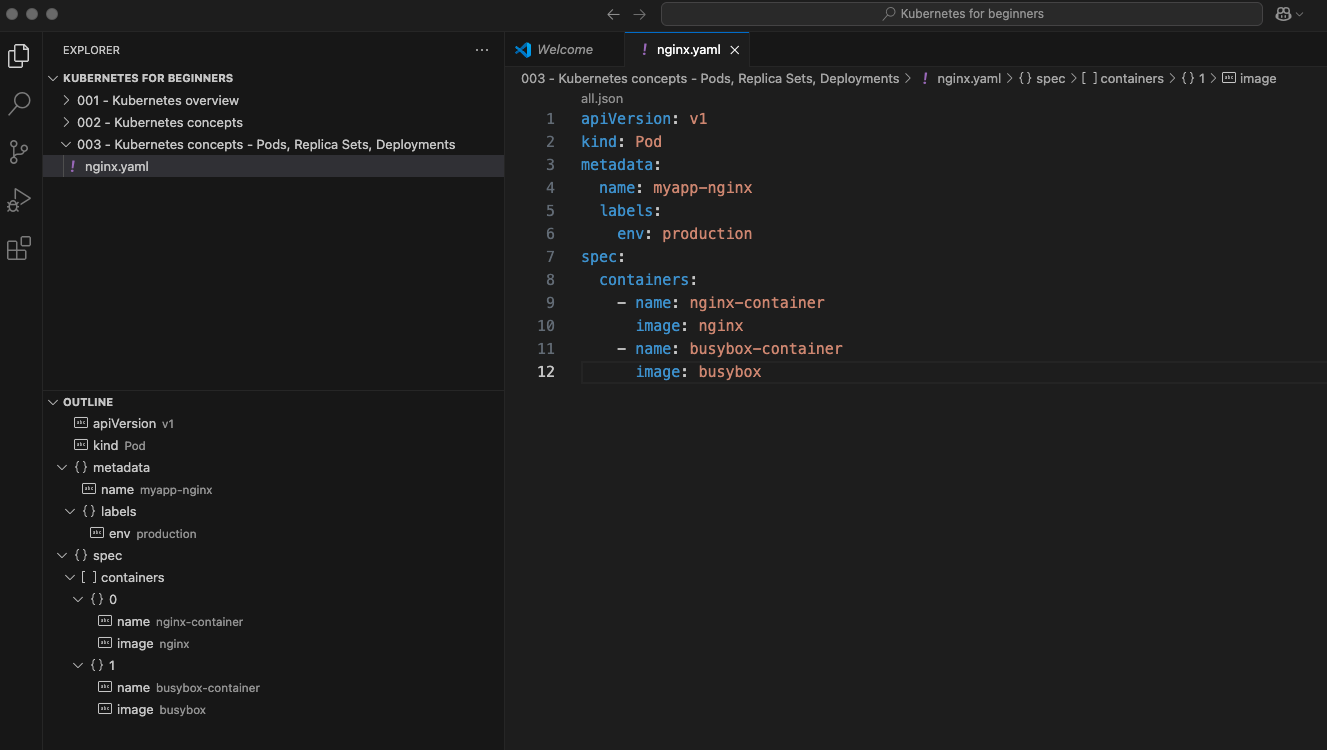 Kubernetes for beginners
EXPLORER
KUBERNETES FOR BEGINNERS
001 - Kubernetes overview
002 - Kubernetes concepts
003 - Kubernetes concepts - Pods, Replica Sets, Deployments
! nginx.yaml
OUTLINE
apiVersion v1
kind Pod
{} metadata
name myapp-nginx
{} labels
env production
{} spec
[ ] containers
{} 0
name nginx-container
image nginx
{} 1
name busybox-container
image busybox
Welcome
! nginx.yaml
003 - Kubernetes concepts - Pods, Replica Sets, Deployments > ! nginx.yaml > {} spec > [ ] containers > {} 1 > image
all.json
1 apiVersion: v1
2 kind: Pod
3 metadata:
4   name: myapp-nginx
5   labels:
6     env: production
7 spec:
8   containers:
9     - name: nginx-container
10       image: nginx
11     - name: busybox-container
12       image: busybox